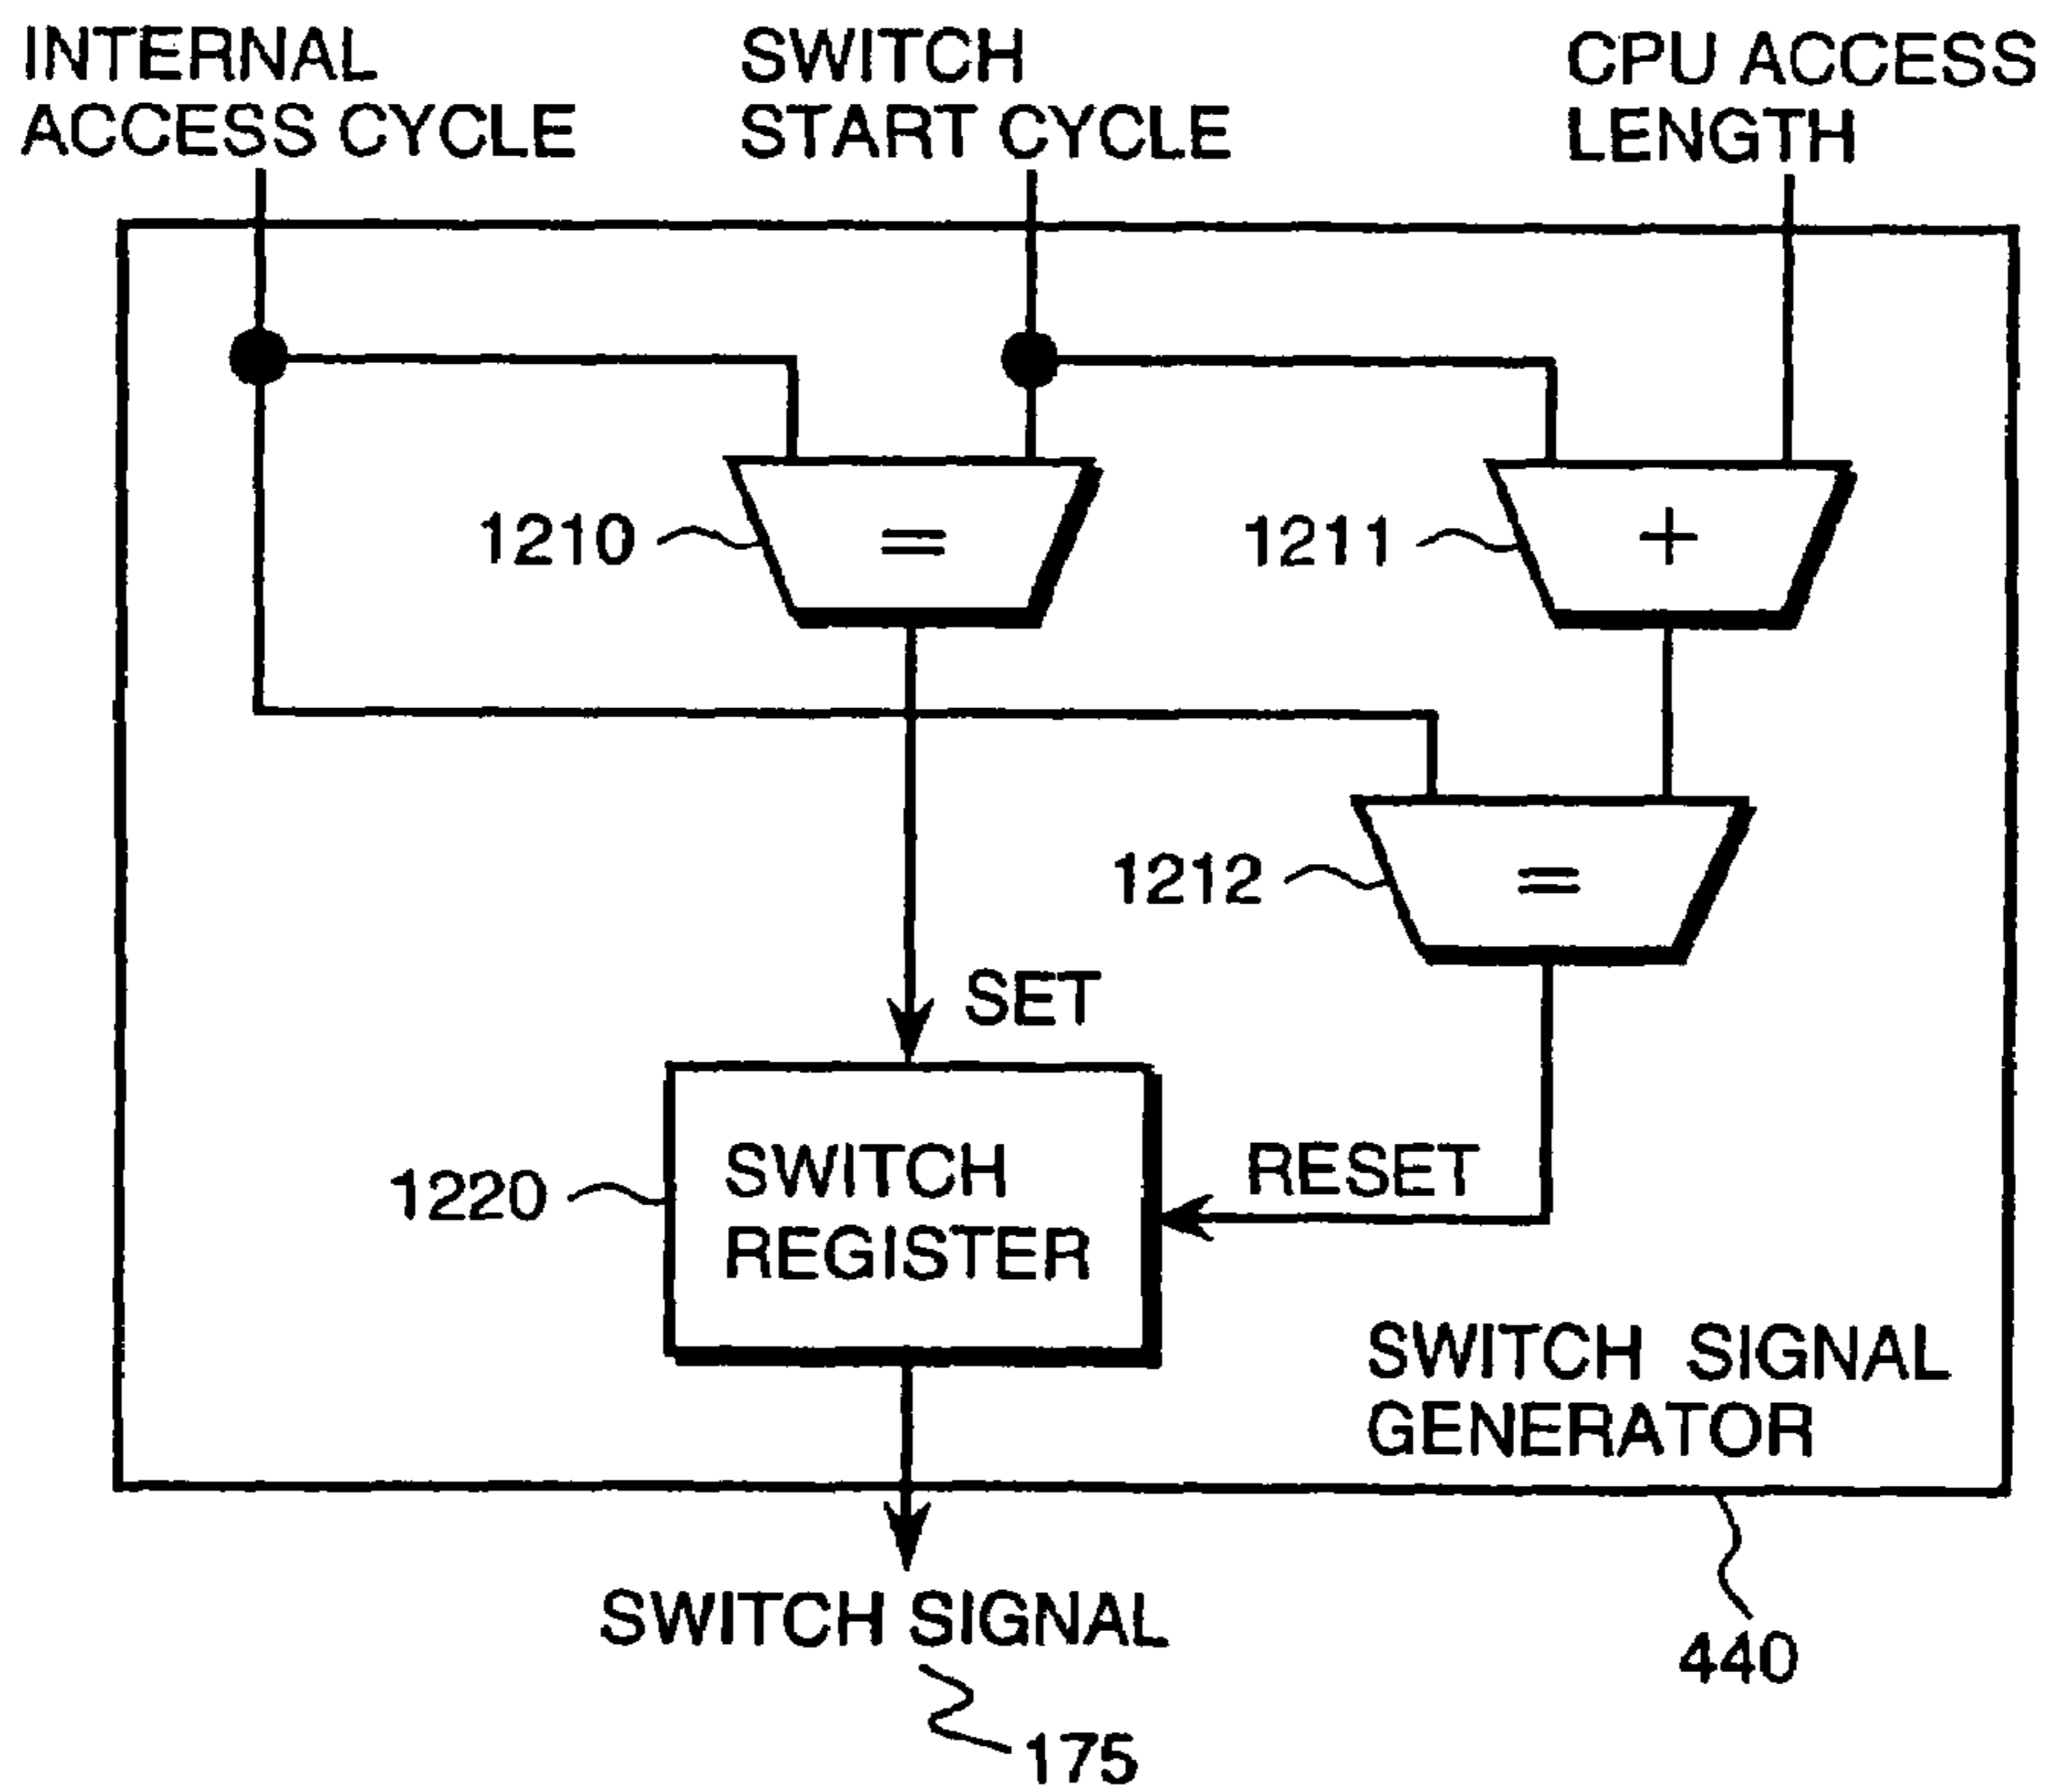 INTERNAL
ACCESS CYCLE
SWITCH
START CYCLE
CPU ACCESS
LENGTH
1210
=
1211
+
1212
=
SET
1220
SWITCH
REGISTER
RESET
SWITCH SIGNAL
GENERATOR
SWITCH SIGNAL
440
175